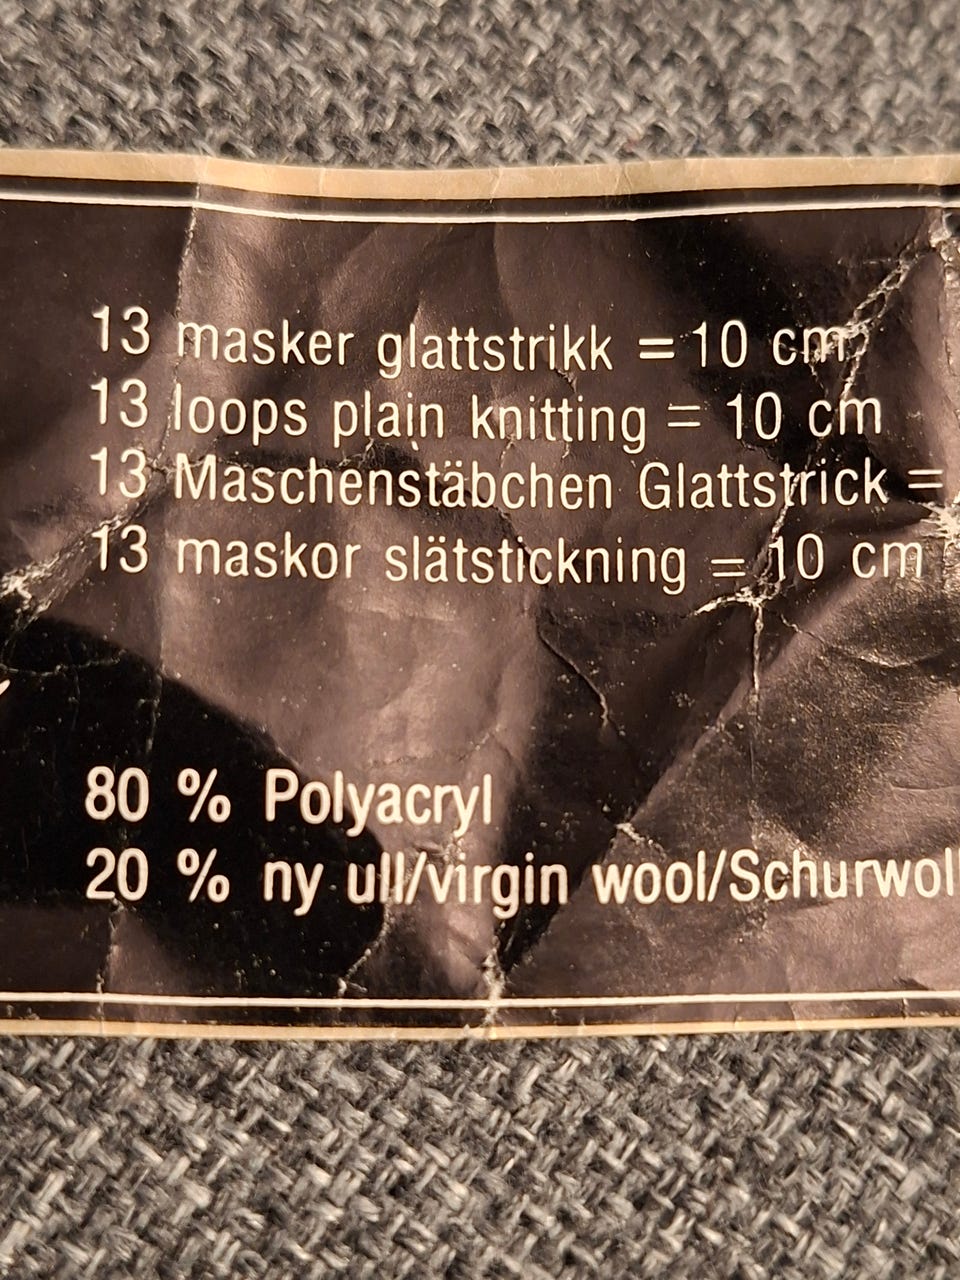 13 masker glattstrikk = 10 cm
13 loops plain knitting = 10 cm
13 Maschenstäbchen Glattstrick =
13 maskor slätstickning = 10 cm
80 % Polyacryl
20 % ny ull/virgin wool/Schurwoll